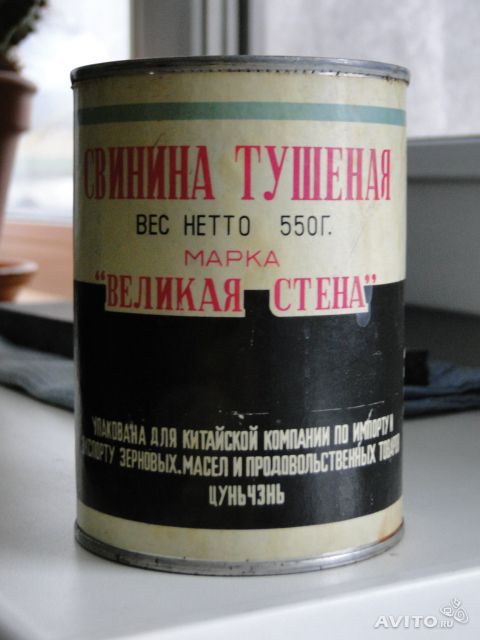 СВИНИНА ТУШЕНАЯ
ВЕС НЕТТО 550Г.
МАРКА
"ВЕЛИКАЯ СТЕНА"
УПАКОВАНА ДЛЯ КИТАЙСКОЙ КОМПАНИИ ПО ИМПОРТУ И
ЭКСПОРТУ ЗЕРНОВЫХ.МАСЕЛ И ПРОДОВОЛЬСТВЕННЫХ ТОВАРОВ
ЦУНЬЧЭНЬ
AVITO.RU